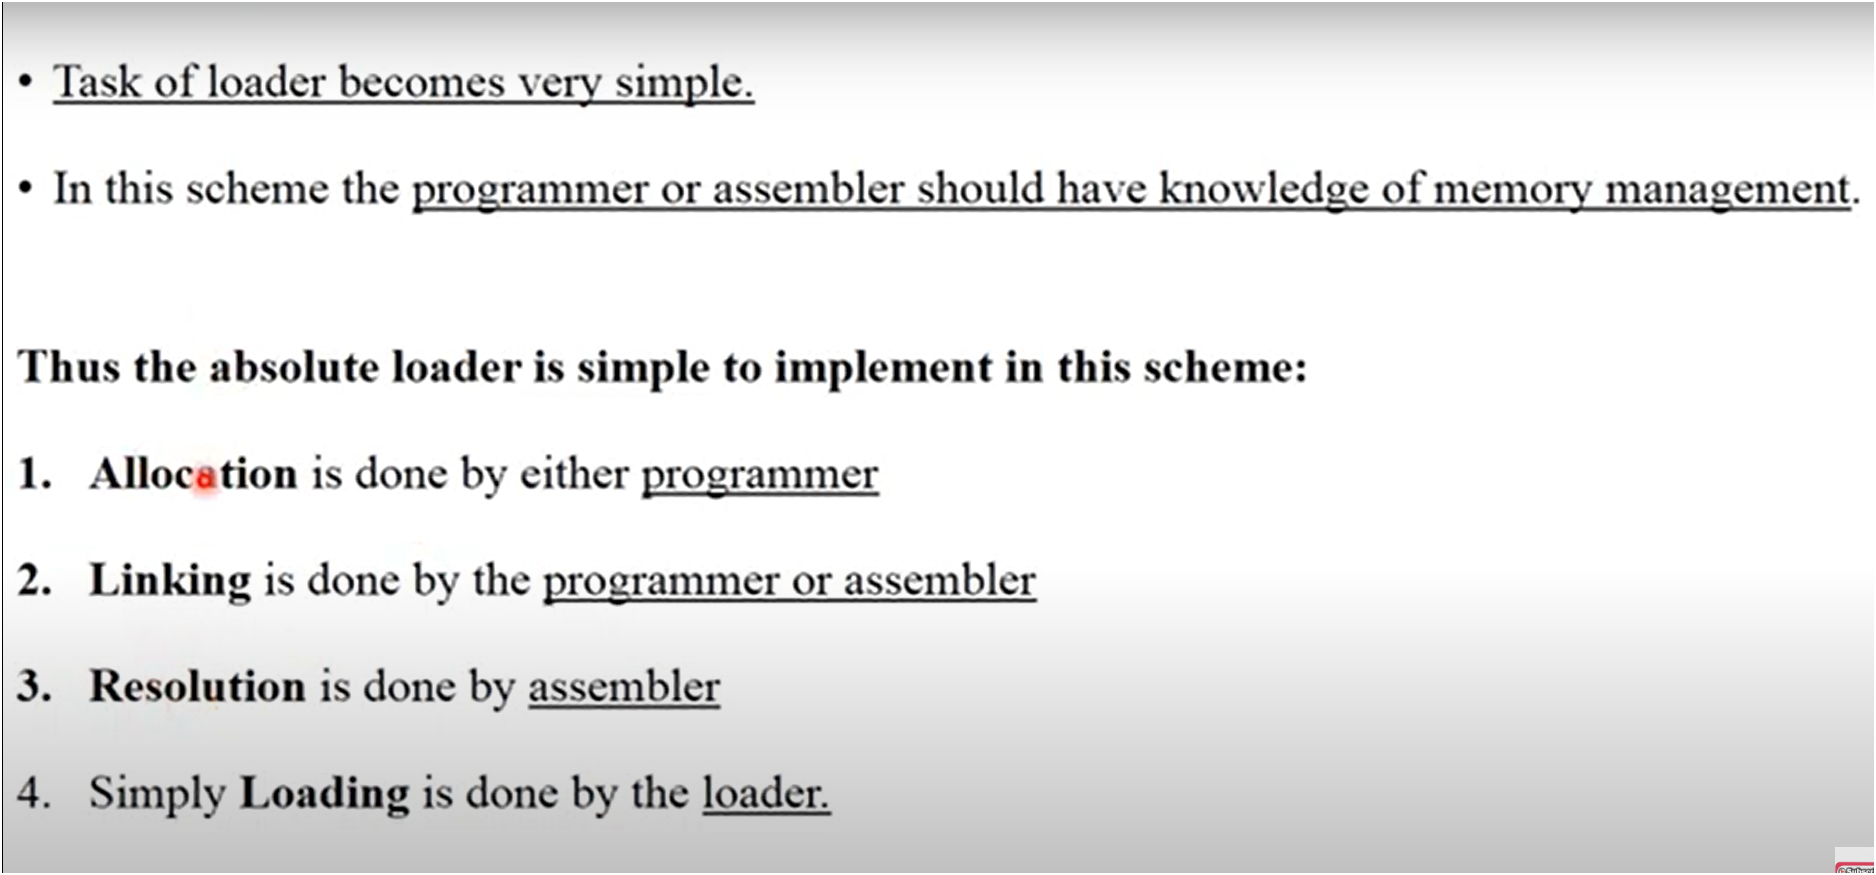 • Task of loader becomes very simple.
• In this scheme the programmer or assembler should have knowledge of memory management.
Thus the absolute loader is simple to implement in this scheme:
1. Allocation is done by either programmer
2. Linking is done by the programmer or assembler
3. Resolution is done by assembler
4. Simply Loading is done by the loader.